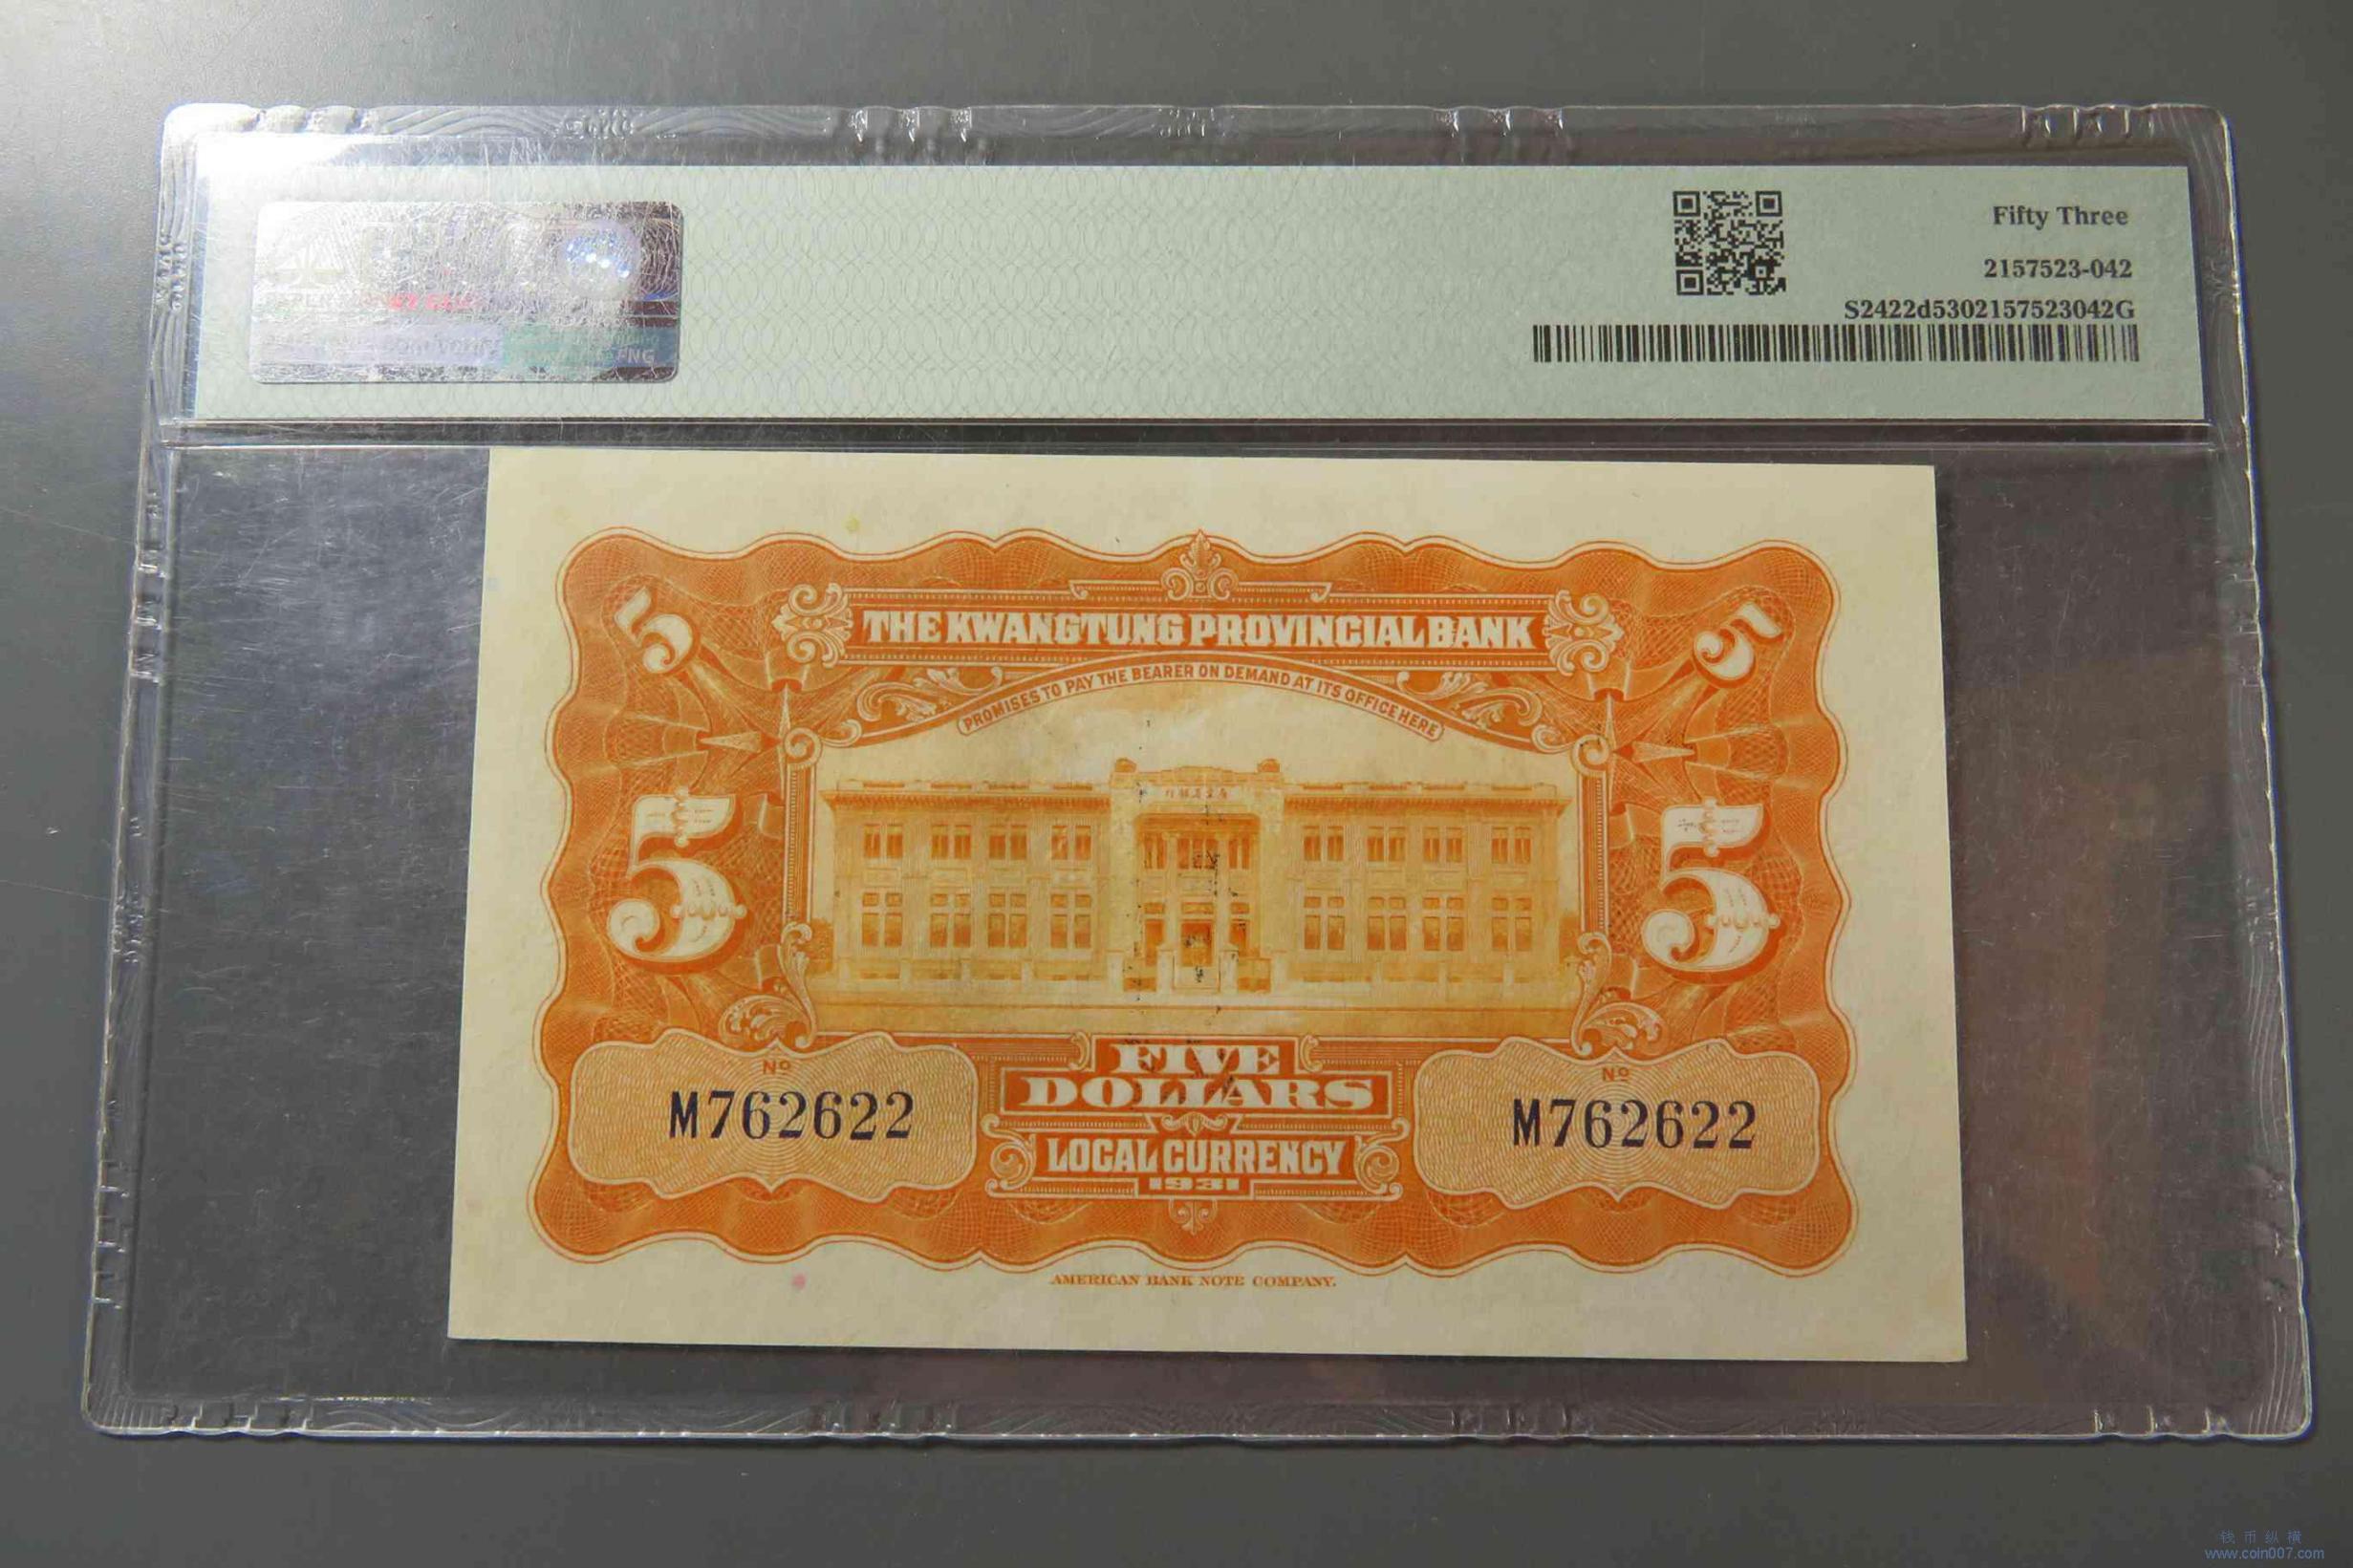 Fifty Three
2157523-042
S2422d5302157523042G
PNG
5
5
THE KWANGTUNG PROVINCIAL BANK
PROMISES TO PAY THE BEARER ON DEMAND AT ITS OFFICE HERE
5
5
Nº
M762622
FIVE
DOLLARS
LOCAL CURRENCY
1931
Nº
M762622
AMERICAN BANK NOTE COMPANY.
钱币纵横
www.coin007.com